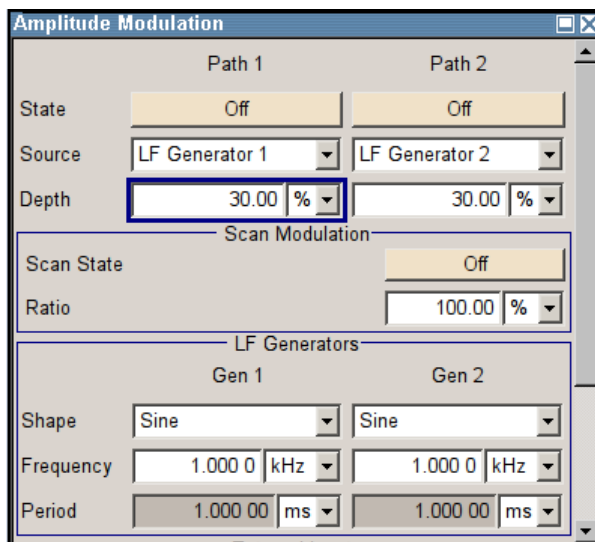 Amplitude Modulation
Path 1 Path 2
State Off Off
Source LF Generator 1 LF Generator 2
Depth 30.00 % 30.00 %
Scan Modulation
Scan State Off
Ratio 100.00 %
LF Generators
Gen 1 Gen 2
Shape Sine Sine
Frequency 1.000 0 kHz 1.000 0 kHz
Period 1.000 00 ms 1.000 00 ms